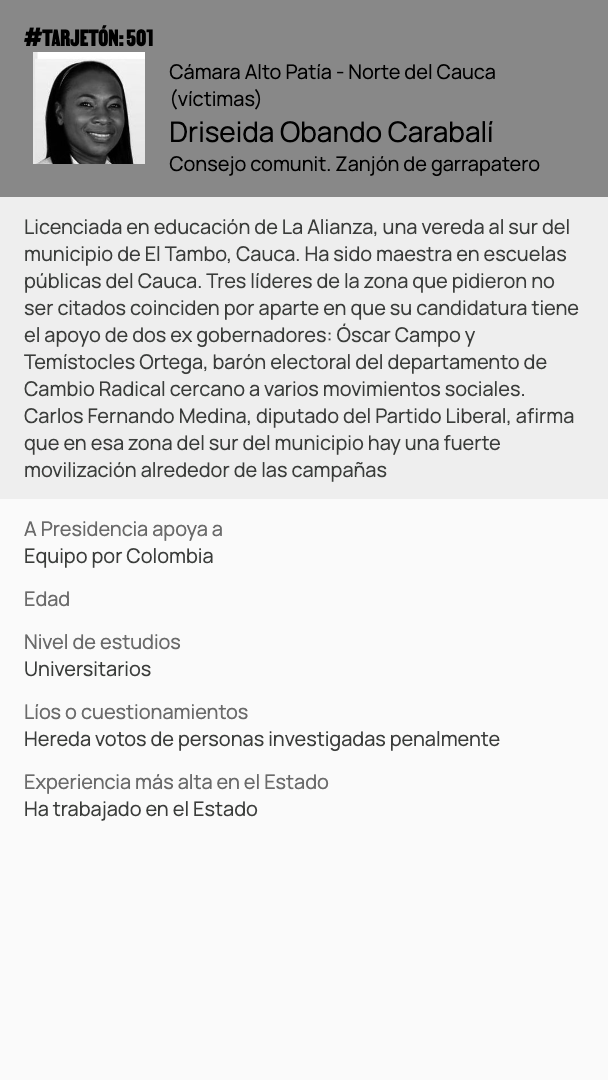 #TARJETÓN: 501
Cámara Alto Patía - Norte del Cauca
(víctimas)
Driseida Obando Carabalí
Consejo comunit. Zanjón de garrapatero
Licenciada en educación de La Alianza, una vereda al sur del
municipio de El Tambo, Cauca. Ha sido maestra en escuelas
públicas del Cauca. Tres líderes de la zona que pidieron no
ser citados coinciden por aparte en que su candidatura tiene
el apoyo de dos ex gobernadores: Óscar Campo y
Temístocles Ortega, barón electoral del departamento de
Cambio Radical cercano a varios movimientos sociales.
Carlos Fernando Medina, diputado del Partido Liberal, afirma
que en esa zona del sur del municipio hay una fuerte
movilización alrededor de las campañas
A Presidencia apoya a
Equipo por Colombia
Edad
Nivel de estudios
Universitarios
Líos o cuestionamientos
Hereda votos de personas investigadas penalmente
Experiencia más alta en el Estado
Ha trabajado en el Estado